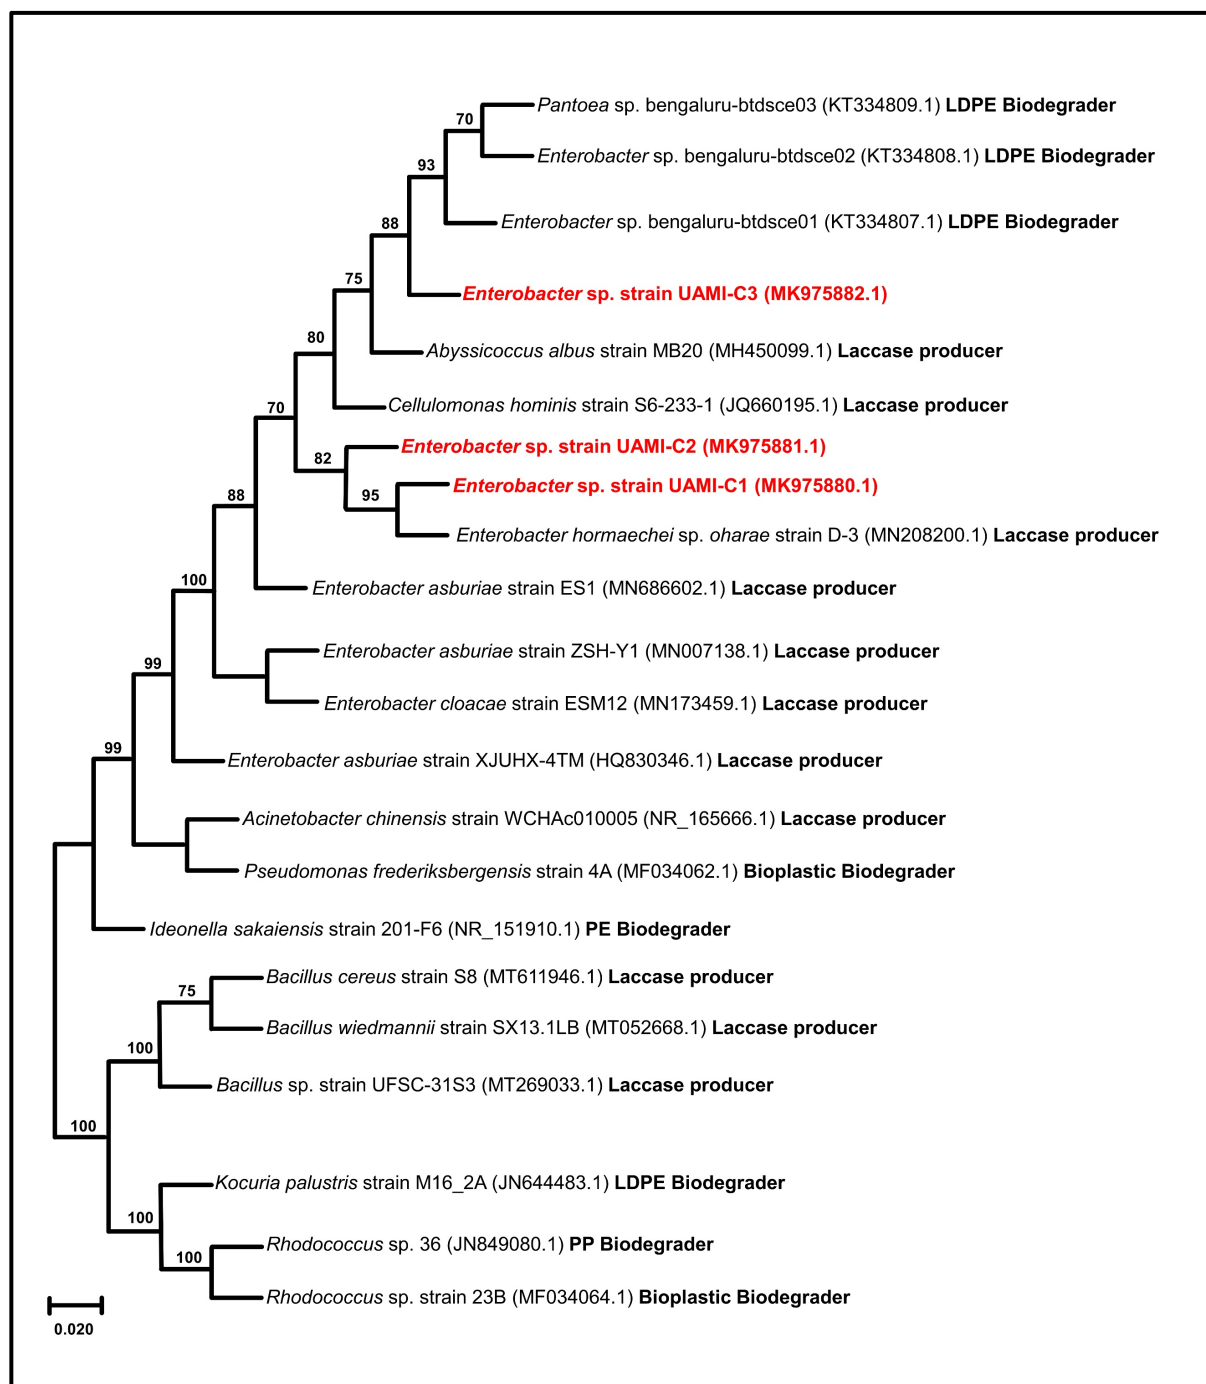 Pantoea sp. bengaluru-btdsce03 (KT334809.1) LDPE Biodegrader
70
Enterobacter sp. bengaluru-btdsce02 (KT334808.1) LDPE Biodegrader
93
Enterobacter sp. bengaluru-btdsce01 (KT334807.1) LDPE Biodegrader
88
75
Enterobacter sp. strain UAMI-C3 (MK975882.1)
80
Abyssicoccus albus strain MB20 (MH450099.1) Laccase producer
70
Cellulomonas hominis strain S6-233-1 (JQ660195.1) Laccase producer
Enterobacter sp. strain UAMI-C2 (MK975881.1)
82
Enterobacter sp. strain UAMI-C1 (MK975880.1)
88
95
Enterobacter hormaechei sp. oharae strain D-3 (MN208200.1) Laccase producer
100
Enterobacter asburiae strain ES1 (MN686602.1) Laccase producer
Enterobacter asburiae strain ZSH-Y1 (MN007138.1) Laccase producer
99
Enterobacter cloacae strain ESM12 (MN173459.1) Laccase producer
99
Enterobacter asburiae strain XJUHX-4TM (HQ830346.1) Laccase producer
Acinetobacter chinensis strain WCHAc010005 (NR_165666.1) Laccase producer
Pseudomonas frederiksbergensis strain 4A (MF034062.1) Bioplastic Biodegrader
Ideonella sakaiensis strain 201-F6 (NR_151910.1) PE Biodegrader
Bacillus cereus strain S8 (MT611946.1) Laccase producer
75
Bacillus wiedmannii strain SX13.1LB (MT052668.1) Laccase producer
100
Bacillus sp. strain UFSC-31S3 (MT269033.1) Laccase producer
100
Kocuria palustris strain M16_2A (JN644483.1) LDPE Biodegrader
100
Rhodococcus sp. 36 (JN849080.1) PP Biodegrader
100
Rhodococcus sp. strain 23B (MF034064.1) Bioplastic Biodegrader
0.020